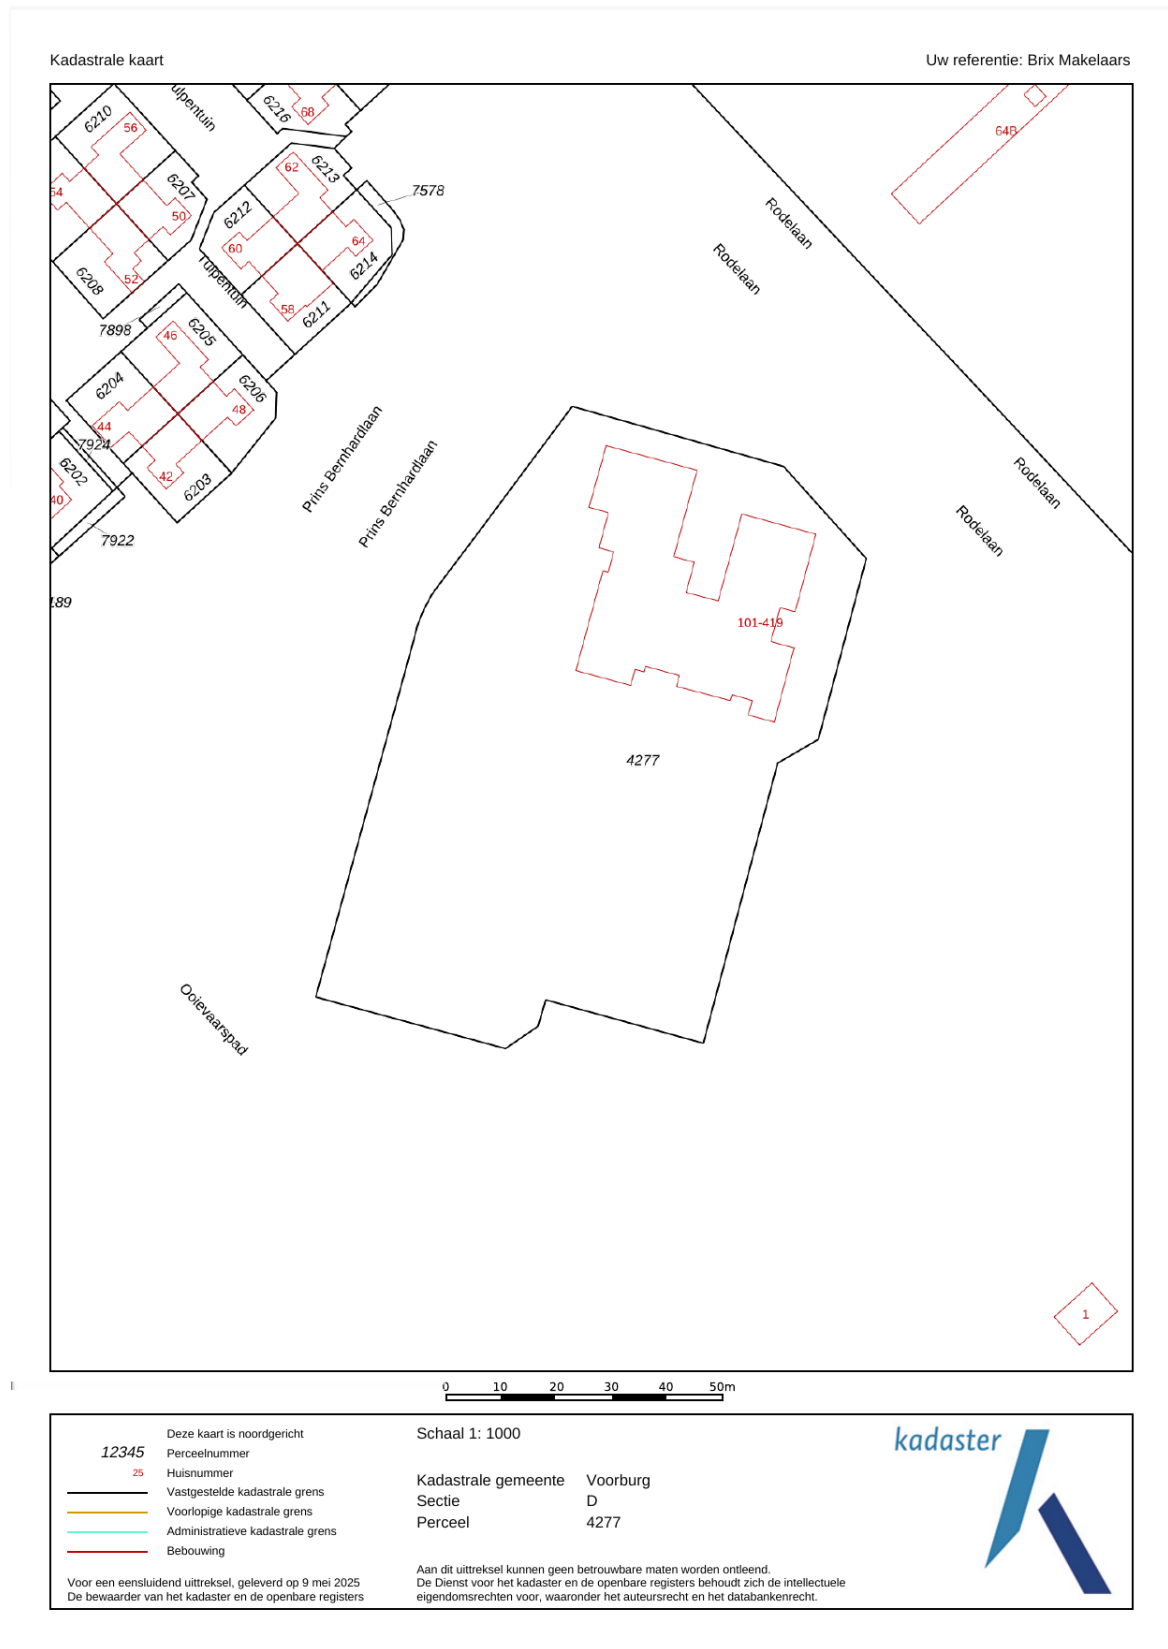 Kadastrale kaart
Uw referentie: Brix Makelaars
ulpentuin
6216
68
6210
56
64B
62
6213
54
6207
7578
50
6212
Rodelaan
60
64
Rodelaan
6214
52
6208
Tulpentuin
58
6211
7898
46
6205
6204
6206
48
44
Prins Bernhardlaan
7924
Prins Bernhardlaan
6202
42
6203
Rodelaan
40
Rodelaan
7922
189
101-419
4277
Ooievaarspad
1
0 10 20 30 40 50m
Deze kaart is noordgericht
12345 Perceelnummer
25 Huisnummer
Vastgestelde kadastrale grens
Voorlopige kadastrale grens
Administratieve kadastrale grens
Bebouwing
Voor een eensluidend uittreksel, geleverd op 9 mei 2025
De bewaarder van het kadaster en de openbare registers
Schaal 1: 1000
Kadastrale gemeente Voorburg
Sectie D
Perceel 4277
Aan dit uittreksel kunnen geen betrouwbare maten worden ontleend.
De Dienst voor het kadaster en de openbare registers behoudt zich de intellectuele
eigendomsrechten voor, waaronder het auteursrecht en het databankenrecht.
kadaster